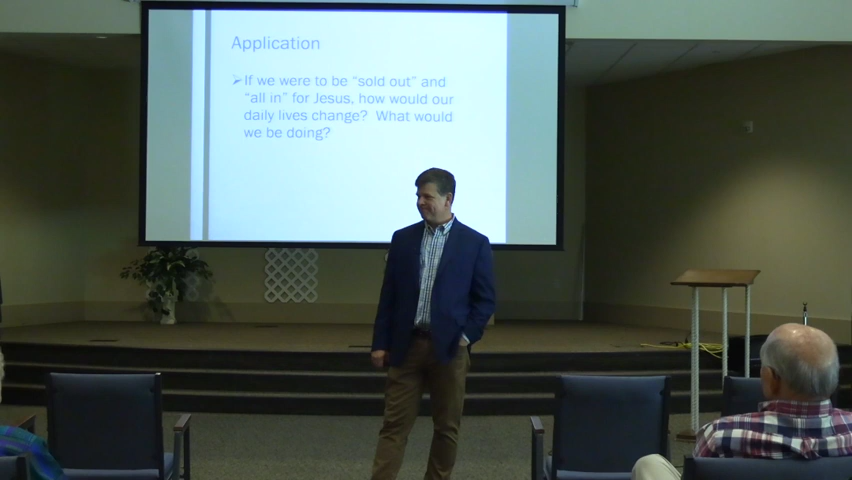 Application
If we were to be “sold out” and
“all in” for Jesus, how would our
daily lives change?  What would
we be doing?